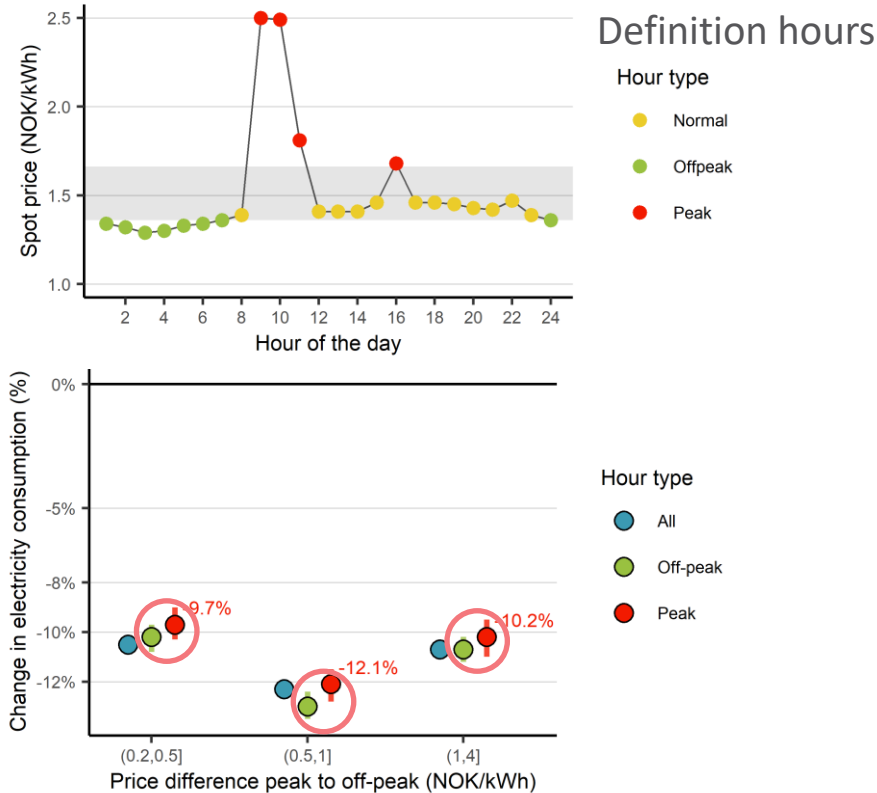 Definition hours
Spot price (NOK/kWh)
2.5
2.0
1.5
1.0
2 4 6 8 10 12 14 16 18 20 22 24
Hour of the day
Hour type
Normal
Offpeak
Peak
Change in electricity consumption (%)
0%
-5%
-8%
-10%
-12%
-9.7%
-12.1%
-10.2%
(0.2,0.5] (0.5,1] (1,4]
Price difference peak to off-peak (NOK/kWh)
Hour type
All
Off-peak
Peak